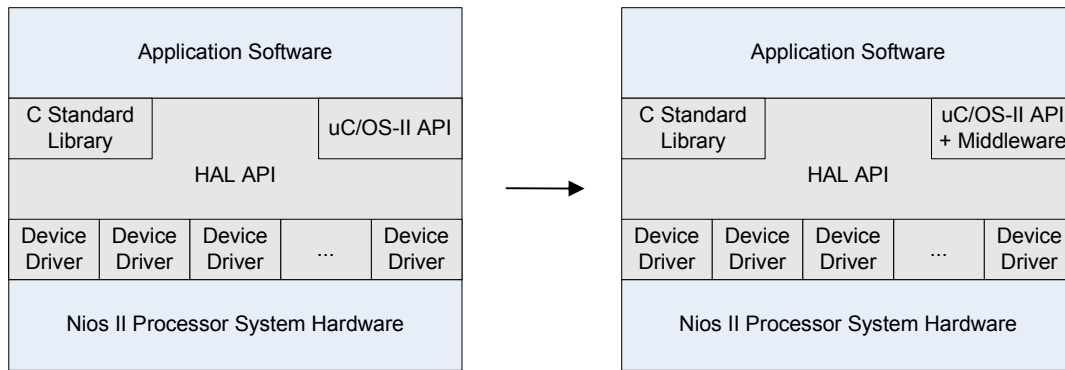 Application Software
C Standard
Library
uC/OS-II API
HAL API
Device
Driver
Device
Driver
Device
Driver
...
Device
Driver
Nios II Processor System Hardware
Application Software
C Standard
Library
uC/OS-II API
+ Middleware
HAL API
Device
Driver
Device
Driver
Device
Driver
...
Device
Driver
Nios II Processor System Hardware